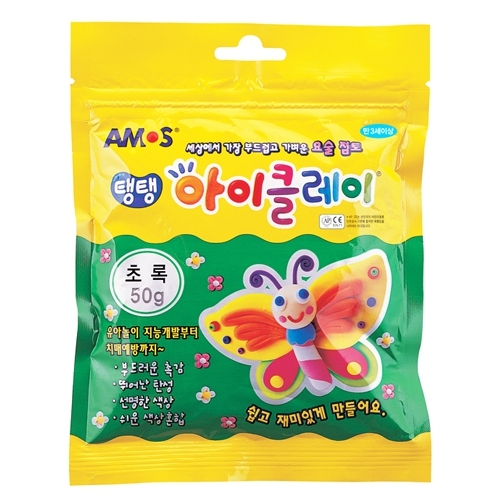 AMOS
세상에서 가장 부드럽고 가벼운 요술 찰토
만 3세이상
탱탱
아이클레이
CE
초록
50g
유아놀이 지능개발부터
치매예방까지~
· 부드러운 촉감
· 뛰어난 탄성
· 선명한 색상
· 쉬운 색상혼합
쉽고 재미있게 만들어요.